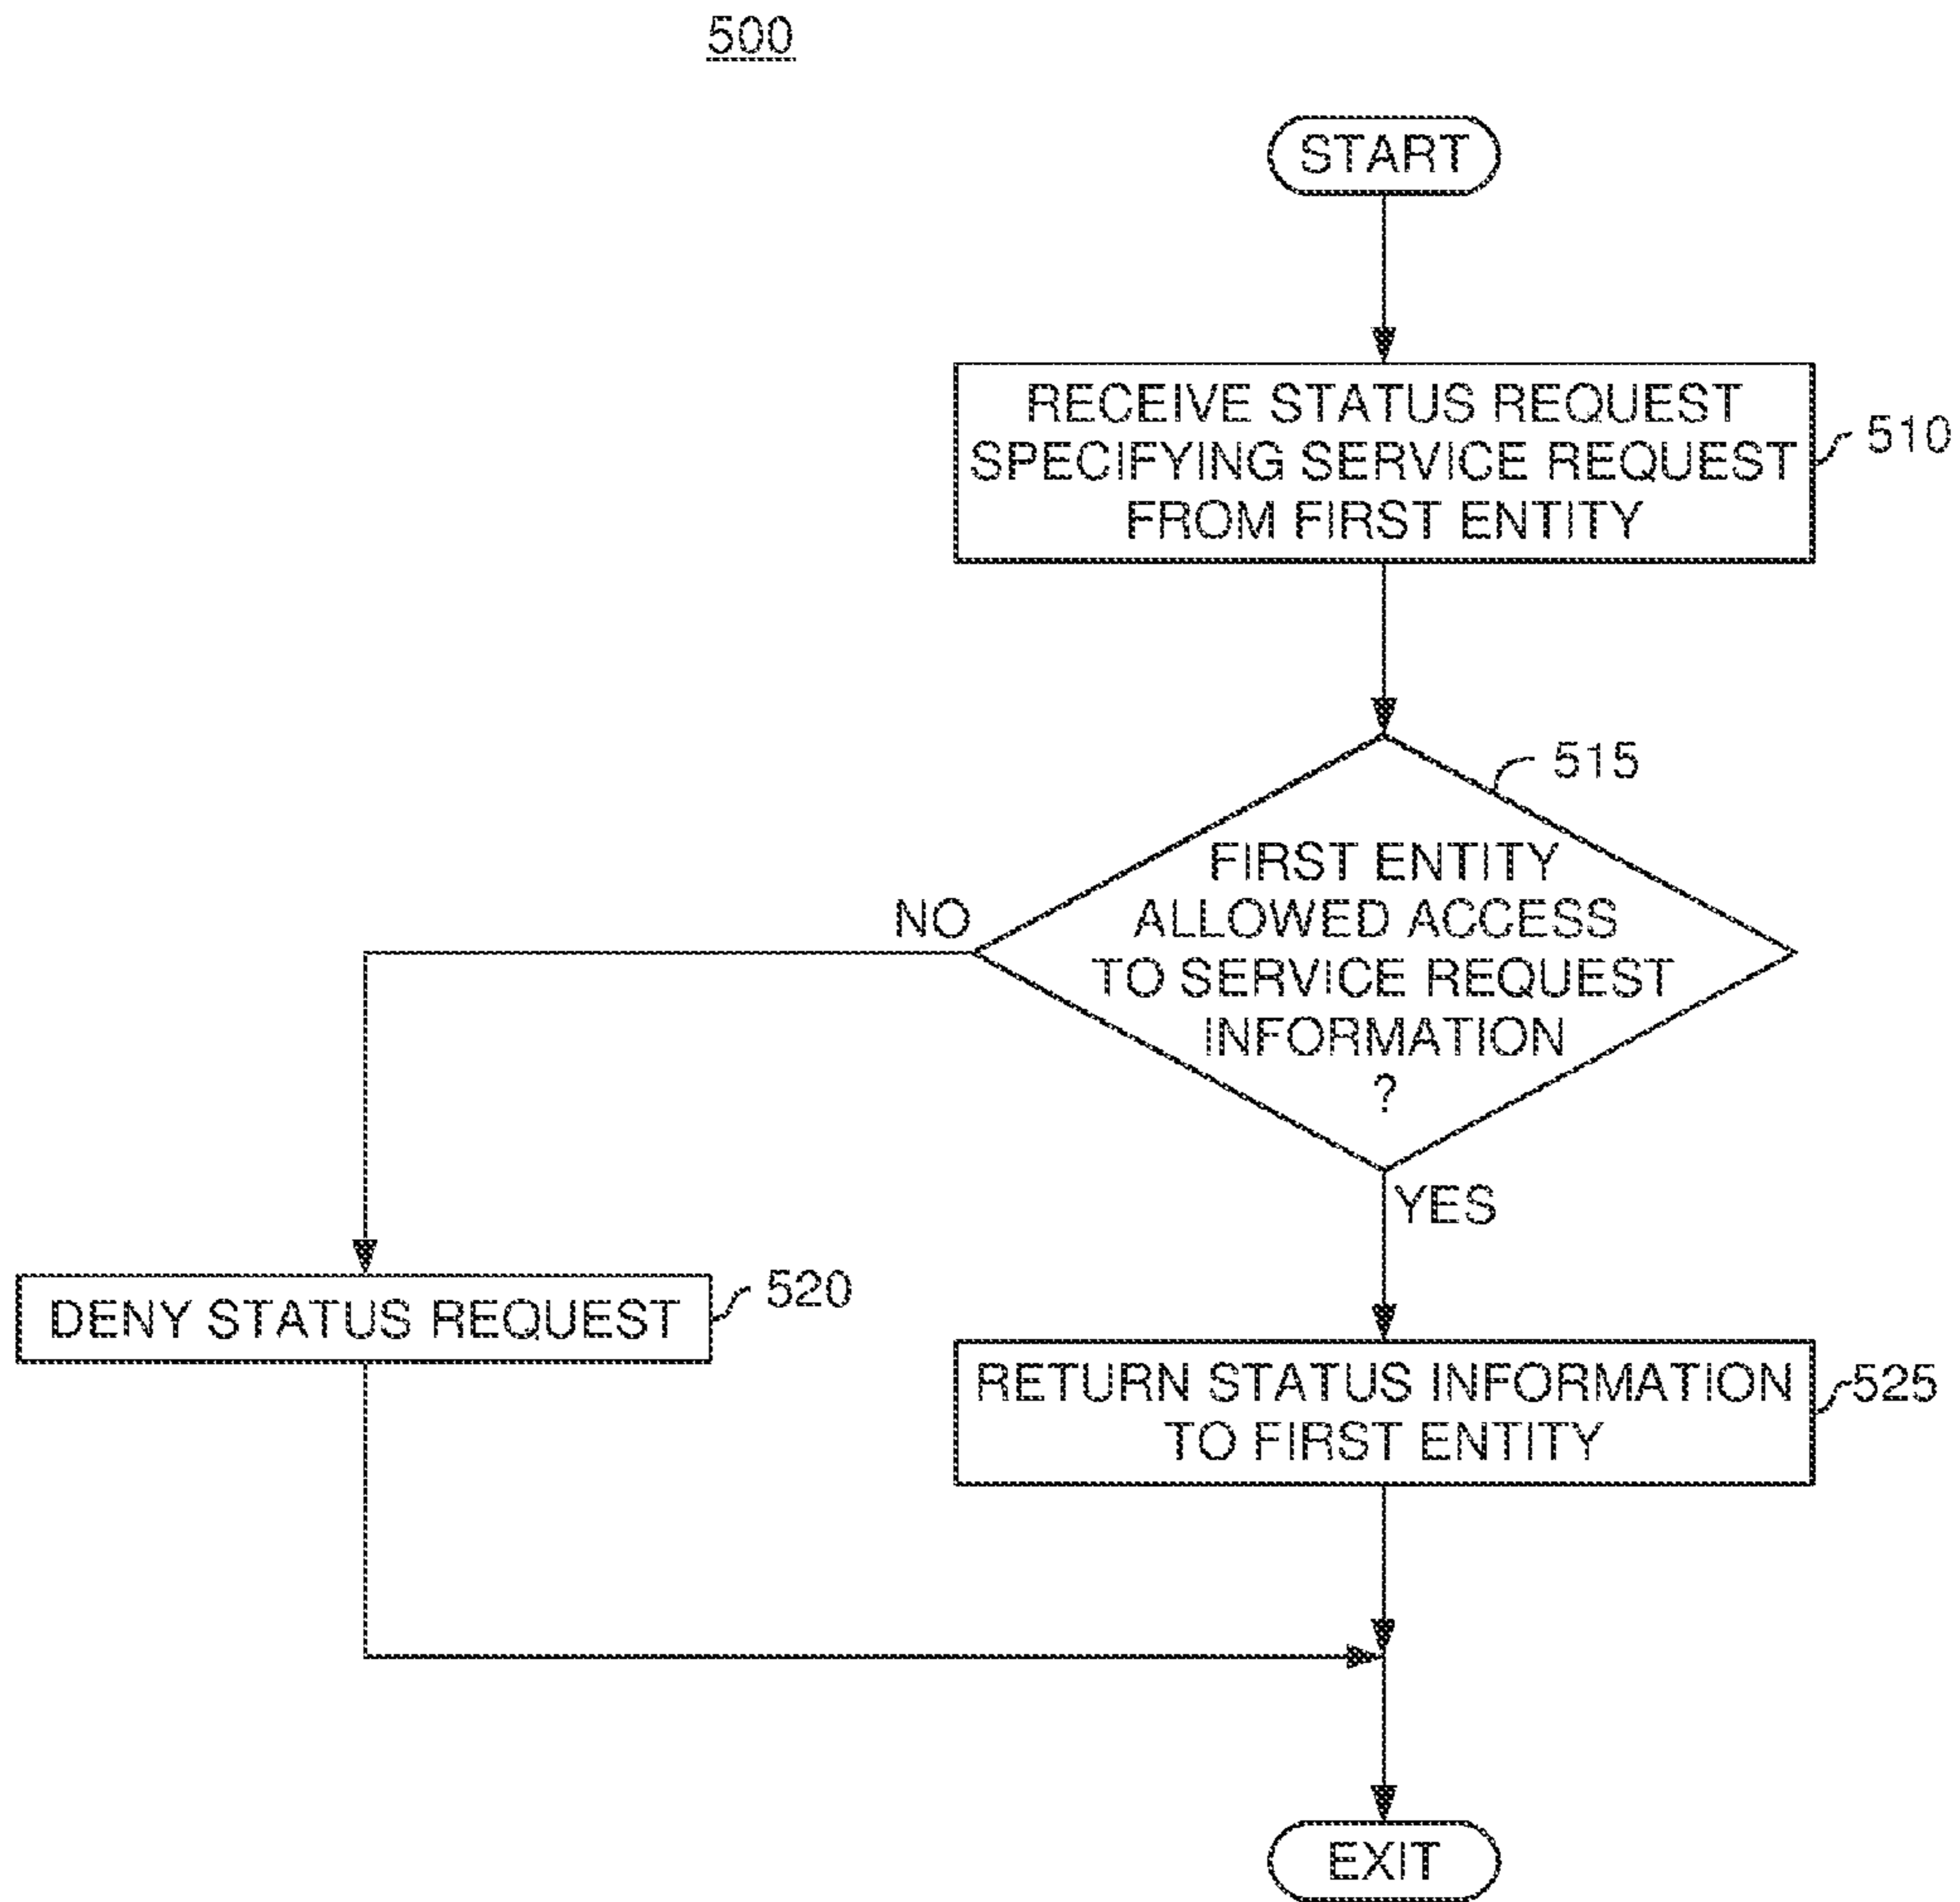 500
START
RECEIVE STATUS REQUEST
SPECIFYING SERVICE REQUEST
FROM FIRST ENTITY
510
515
FIRST ENTITY
ALLOWED ACCESS
TO SERVICE REQUEST
INFORMATION
?
NO
YES
DENY STATUS REQUEST
520
RETURN STATUS INFORMATION
TO FIRST ENTITY
525
EXIT